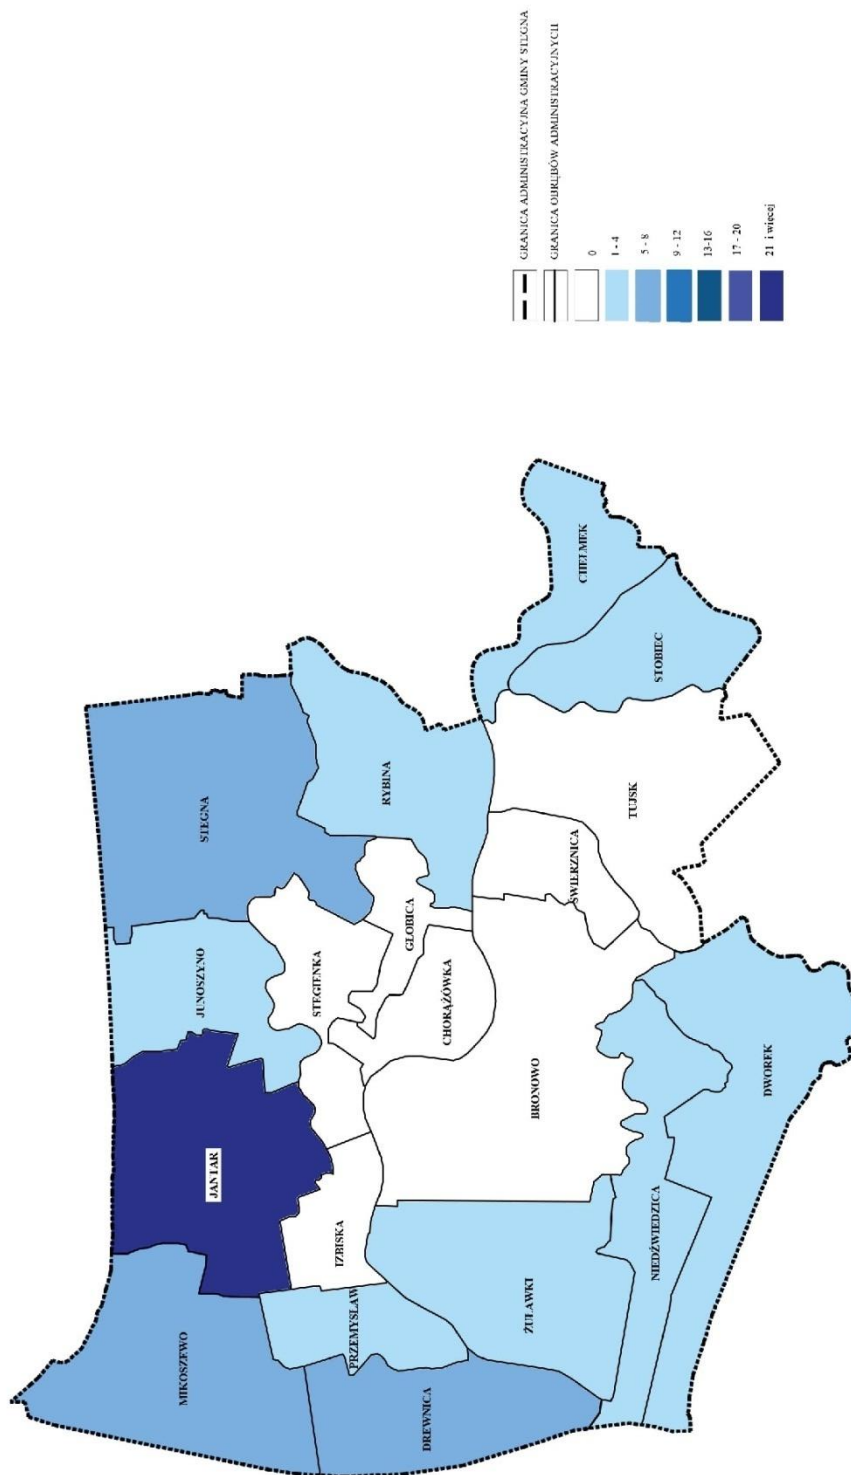 GRANICA ADMINISTRACYJNA GMINY STEGNA
GRANICA OBRĘBÓW ADMINISTRACYJNYCH
0
1 - 4
5 - 8
9 - 12
13-16
17 - 20
21 i więcej
MIKOSZEWO
JANTAR
JUNOSZYNO
STEGNA
DREWNICA
PRZEMYSŁAW
IZBISKA
STEGIENKA
GŁOBICA
RYBINA
CHORĄŻÓWKA
ŻUŁAWKI
BRONOWO
ŚWIERZNICA
CHEŁMEK
NIEDŹWIEDZICA
TUJSK
STOBIEC
DWOREK